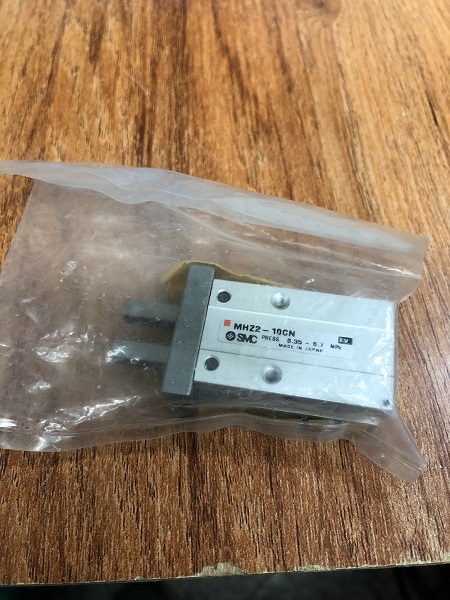 MHZ2-10CN
SMC PRESS. 0.35 - 0.7 MPa
MADE IN JAPAN